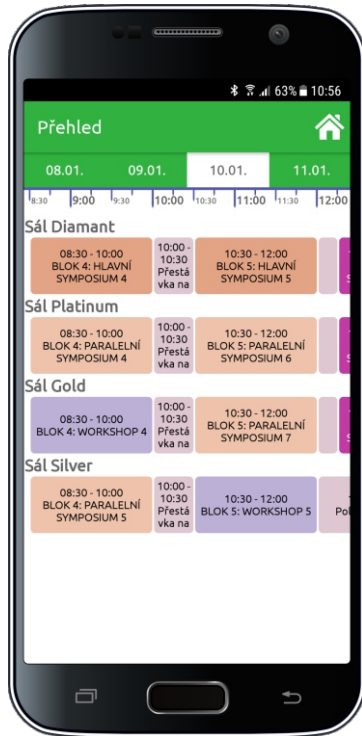 63% 10:56
Přehled
08.01. 09.01. 10.01. 11.01.
8:30 9:00 9:30 10:00 10:30 11:00 11:30 12:00
Sál Diamant
08:30 - 10:00
BLOK 4: HLAVNÍ
SYMPOSIUM 4
10:00 -
10:30
Přestá
vka na
10:30 - 12:00
BLOK 5: HLAVNÍ
SYMPOSIUM 5
Sál Platinum
08:30 - 10:00
BLOK 4: PARALELNÍ
SYMPOSIUM 4
10:00 -
10:30
Přestá
vka na
10:30 - 12:00
BLOK 5: PARALELNÍ
SYMPOSIUM 6
Sál Gold
08:30 - 10:00
BLOK 4: WORKSHOP 4
10:00 -
10:30
Přestá
vka na
10:30 - 12:00
BLOK 5: PARALELNÍ
SYMPOSIUM 7
Sál Silver
08:30 - 10:00
BLOK 4: PARALELNÍ
SYMPOSIUM 5
10:00 -
10:30
Přestá
vka na
10:30 - 12:00
BLOK 5: WORKSHOP 5